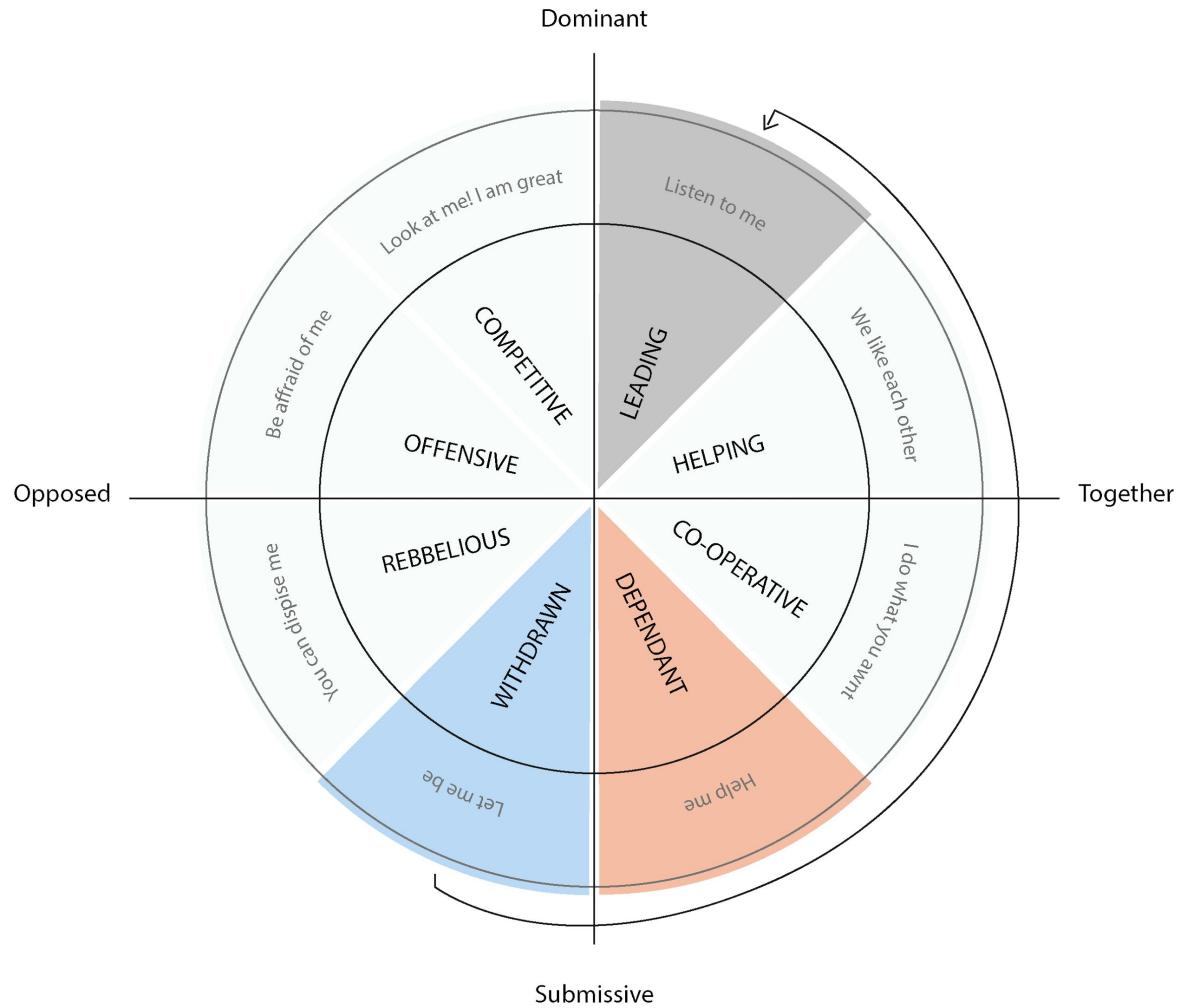 Dominant
Look at me! I am great
Listen to me
Be affraid of me
We like each other
COMPETITIVE
LEADING
OFFENSIVE
HELPING
Opposed
Together
REBBELIOUS
CO-OPERATIVE
WITHDRAWN
DEPENDANT
You can dispise me
I do what you awnt
Let me be
Help me
Submissive